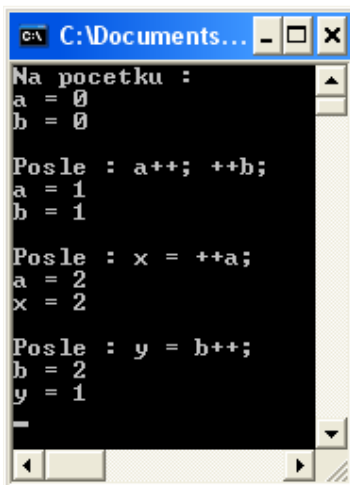 C:\Documents...
Na pocetku :
a = 0
b = 0
Posle : a++; ++b;
a = 1
b = 1
Posle : x = ++a;
a = 2
x = 2
Posle : y = b++;
b = 2
y = 1